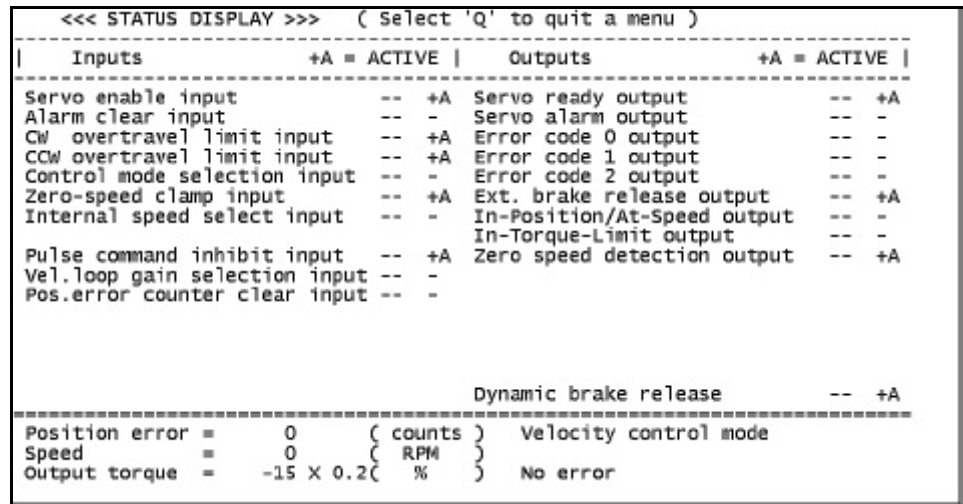 <<< STATUS DISPLAY >>> ( Select 'Q' to quit a menu )
| Inputs +A = ACTIVE | Outputs +A = ACTIVE |
Servo enable input -- +A Servo ready output -- +A
Alarm clear input -- - Servo alarm output -- -
CW overtravel limit input -- +A Error code 0 output -- -
CCW overtravel limit input -- +A Error code 1 output -- -
Control mode selection input -- - Error code 2 output -- -
Zero-speed clamp input -- +A Ext. brake release output -- +A
Internal speed select input -- - In-Position/At-Speed output -- -
In-Torque-Limit output -- -
Pulse command inhibit input -- +A Zero speed detection output -- +A
Vel.loop gain selection input -- -
Pos.error counter clear input -- -
Dynamic brake release -- +A
Position error = 0 ( counts ) Velocity control mode
Speed = 0 ( RPM )
Output torque = -15 X 0.2( % ) No error